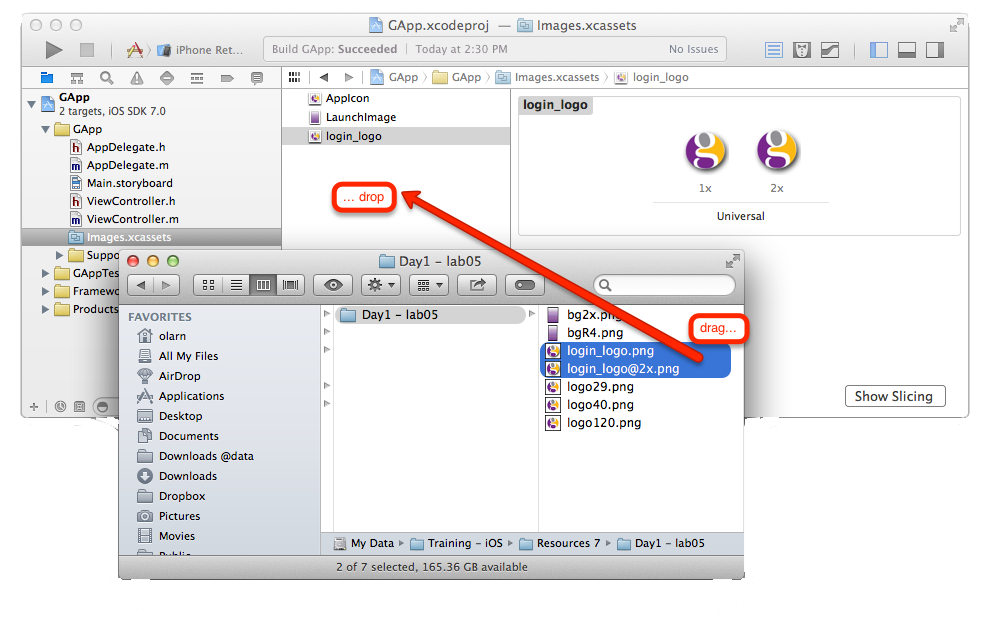 GApp.xcodeproj — Images.xcassets
iPhone Ret...
Build GApp: Succeeded | Today at 2:30 PM
No Issues
GApp
GApp
Images.xcassets
login_logo
GApp
2 targets, iOS SDK 7.0
GApp
AppDelegate.h
AppDelegate.m
Main.storyboard
ViewController.h
ViewController.m
Images.xcassets
Suppo
GAppTes
Framewo
Products
AppIcon
LaunchImage
login_logo
login_logo
1x
2x
Universal
Show Slicing
... drop
drag...
Day1 – lab05
FAVORITES
olarn
All My Files
AirDrop
Applications
Desktop
Documents
Downloads @data
Downloads
Dropbox
Pictures
Movies
Public
Day1 – lab05
bg2x.png
bgR4.png
login_logo.png
login_logo@2x.png
logo29.png
logo40.png
logo120.png
My Data
Training – iOS
Resources 7
Day1 – lab05
2 of 7 selected, 165.36 GB available